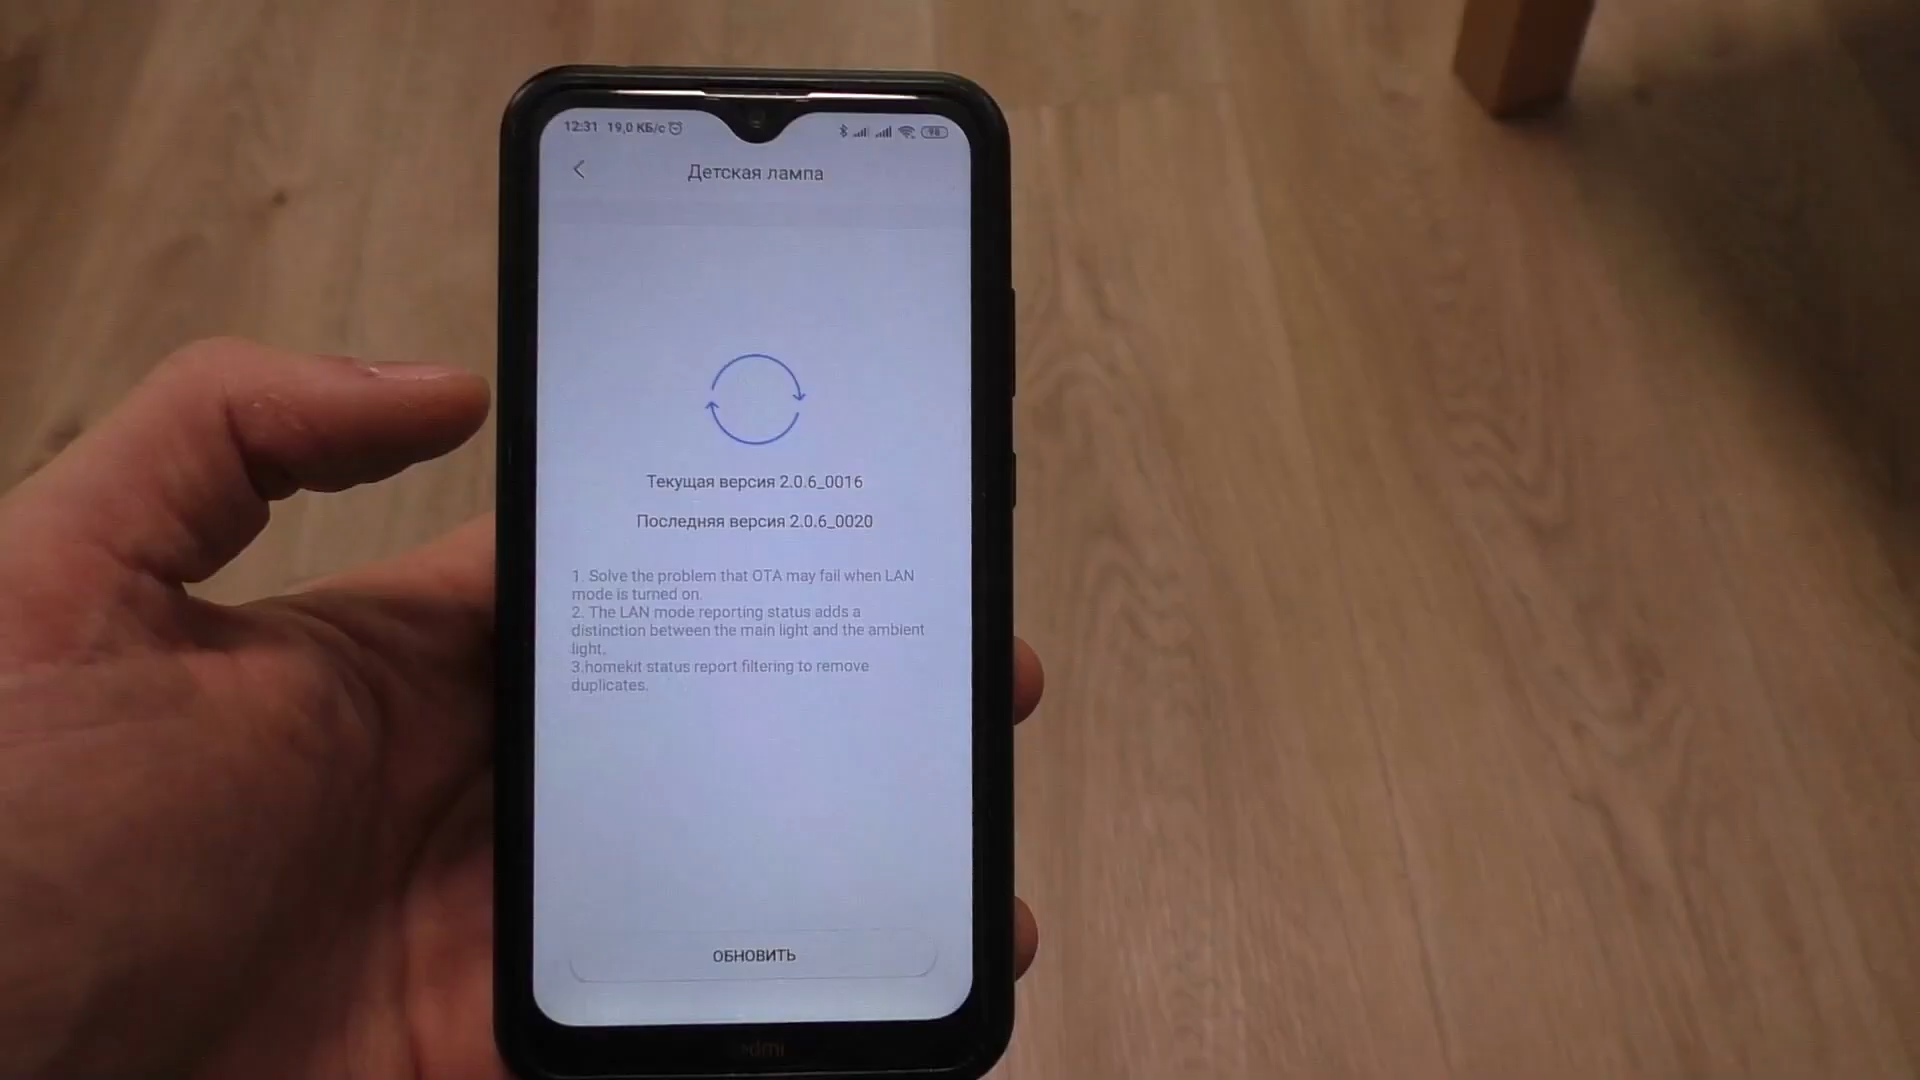 12:31 19,0 КБ/с
98
Детская лампа
Текущая версия 2.0.6_0016
Последняя версия 2.0.6_0020
1. Solve the problem that OTA may fail when LAN
mode is turned on.
2. The LAN mode reporting status adds a
distinction between the main light and the ambient
light.
3.homekit status report filtering to remove
duplicates.
ОБНОВИТЬ